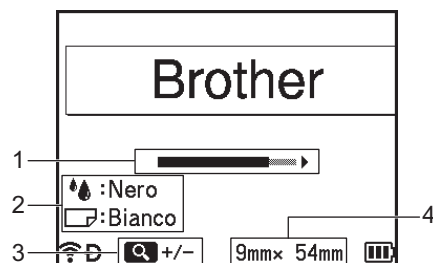 Brother
1
2
:Nero
:Bianco
4
3
D
+/-
9mm× 54mm